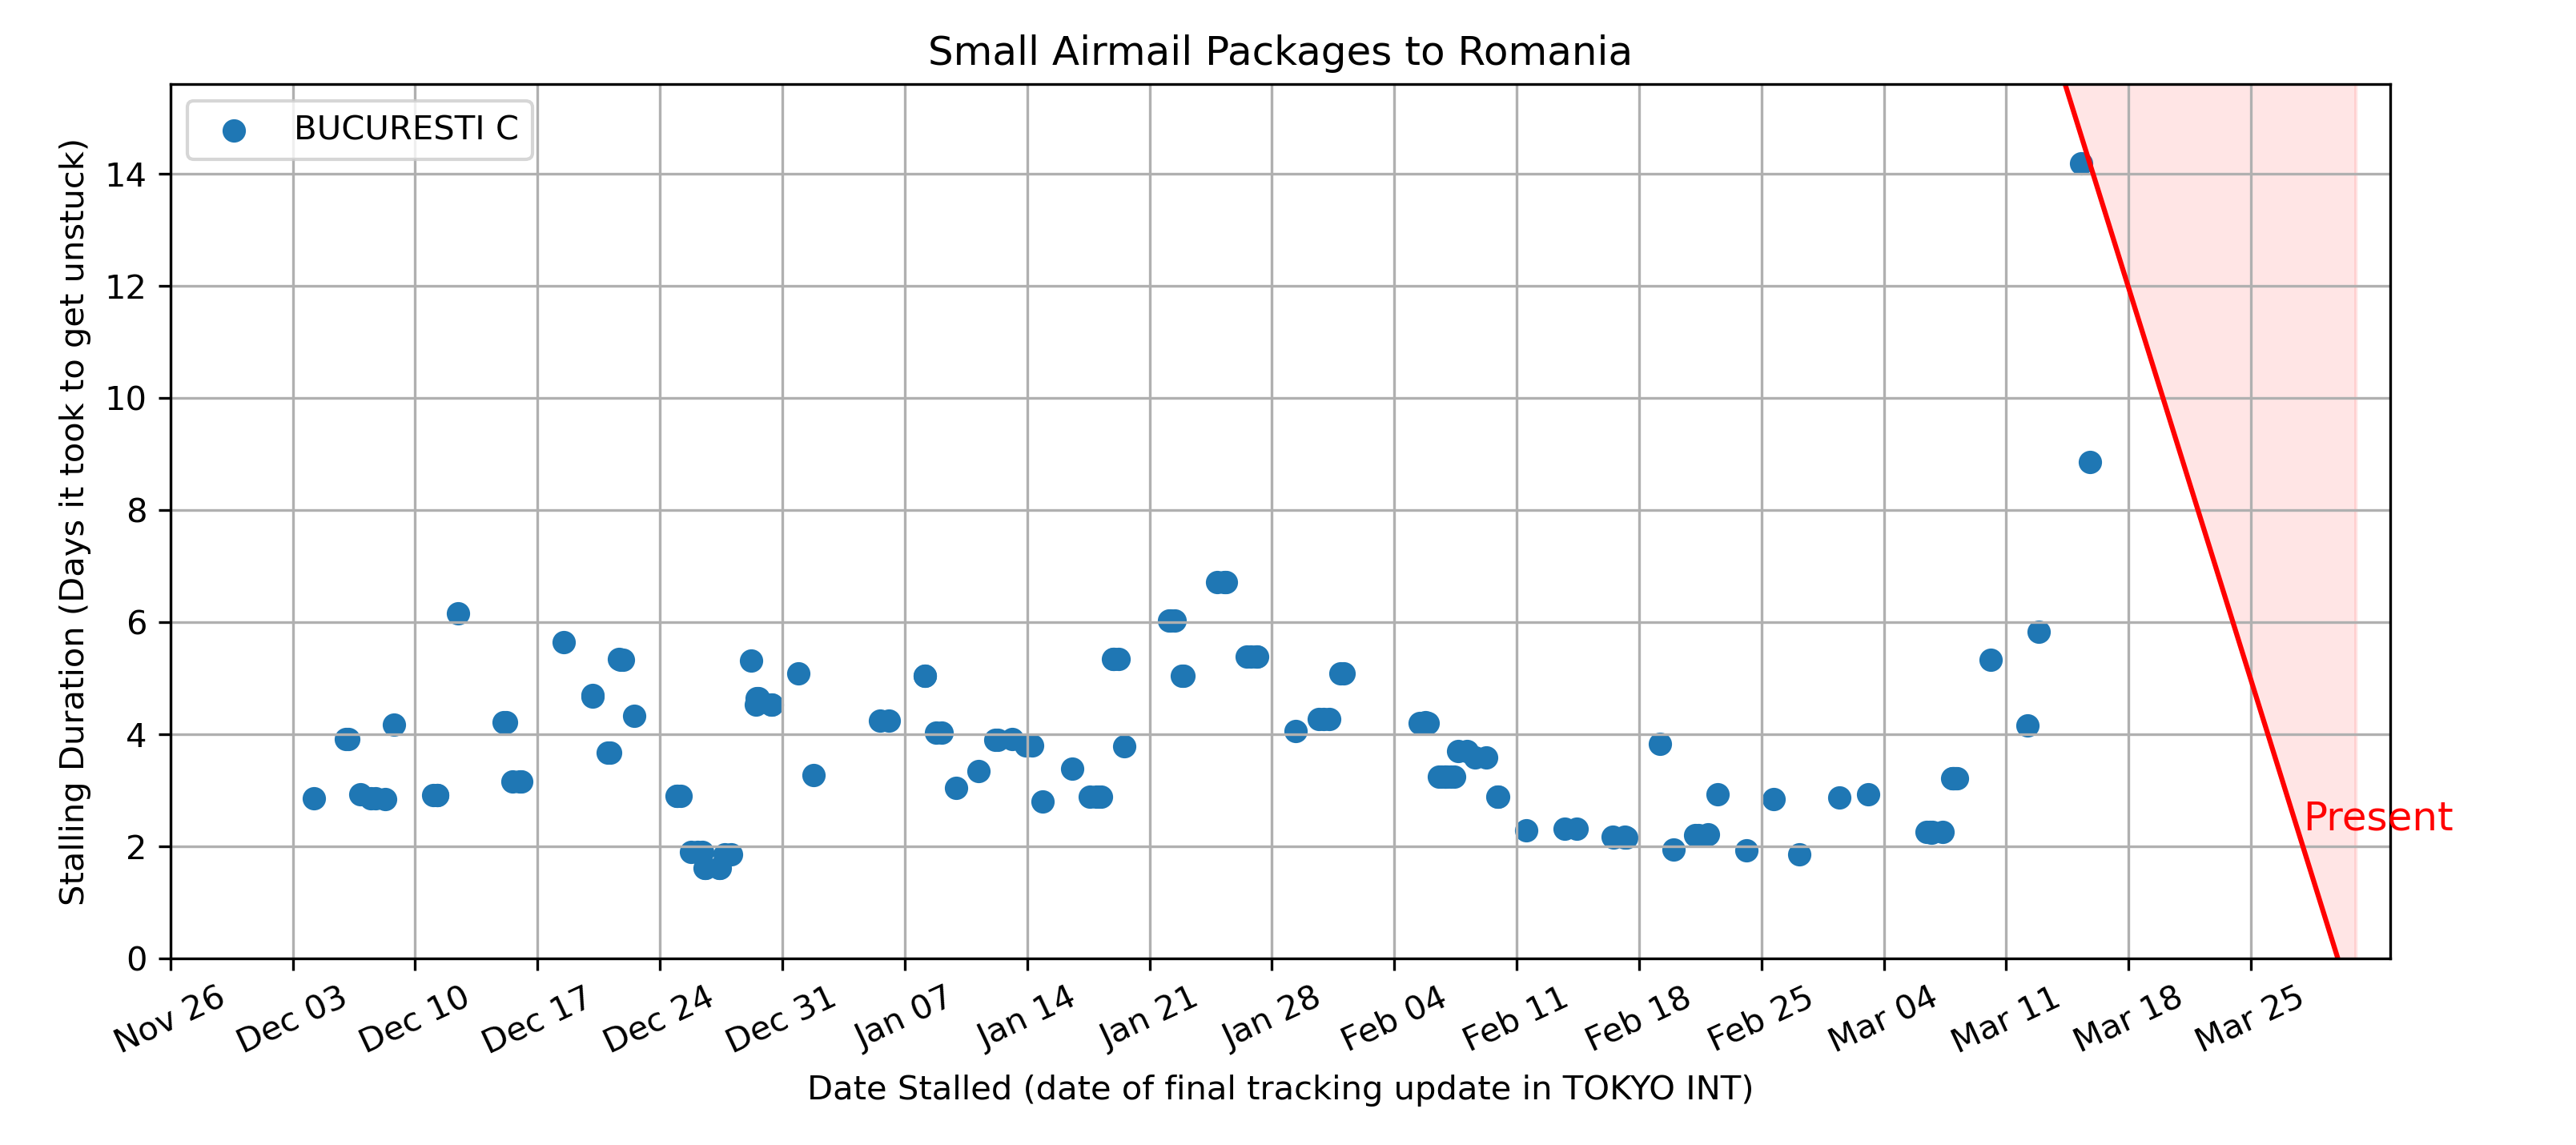 Small Airmail Packages to Romania
BUCURESTI C
Stalling Duration (Days it took to get unstuck)
14
12
10
8
6
4
2
0
Present
Nov 26
Dec 03
Dec 10
Dec 17
Dec 24
Dec 31
Jan 07
Jan 14
Jan 21
Jan 28
Feb 04
Feb 11
Feb 18
Feb 25
Mar 04
Mar 11
Mar 18
Mar 25
Date Stalled (date of final tracking update in TOKYO INT)